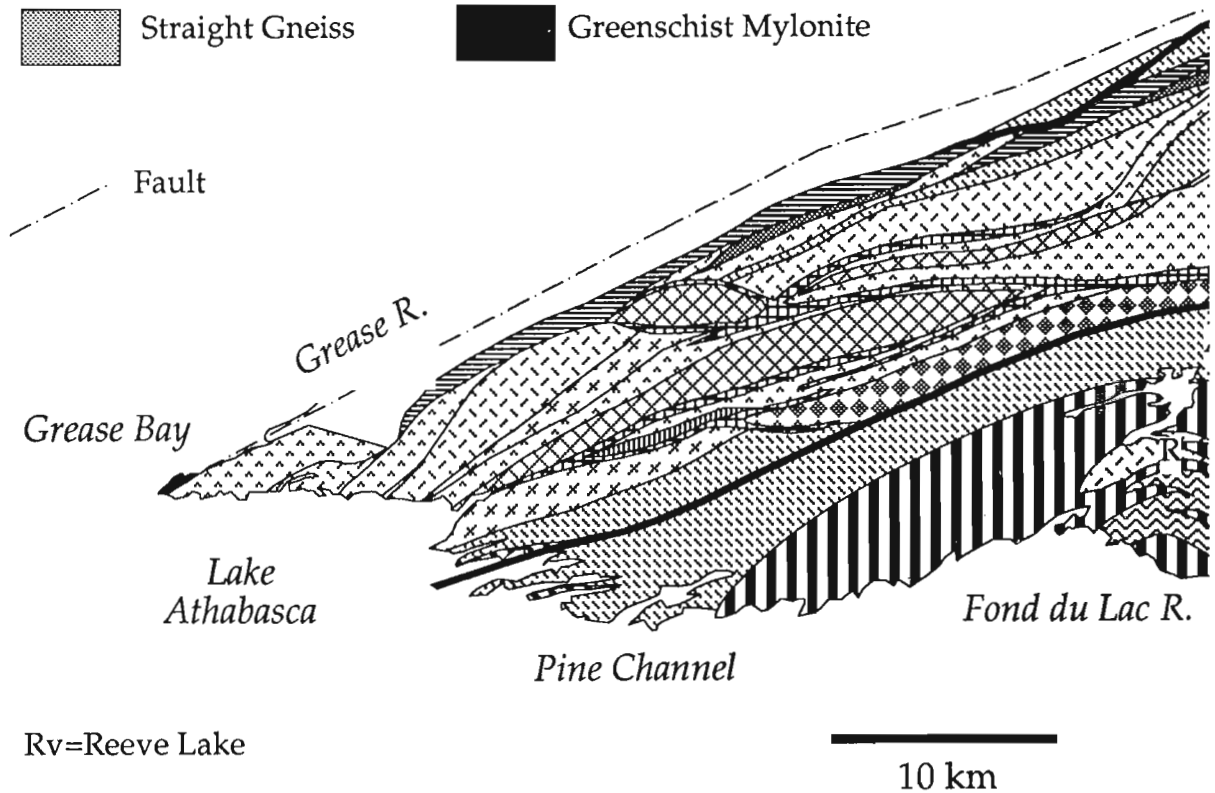 Straight Gneiss
Greenschist Mylonite
Fault
Grease R.
Grease Bay
Lake
Athabasca
Pine Channel
Fond du Lac R.
R
Rv=Reeve Lake
10 km